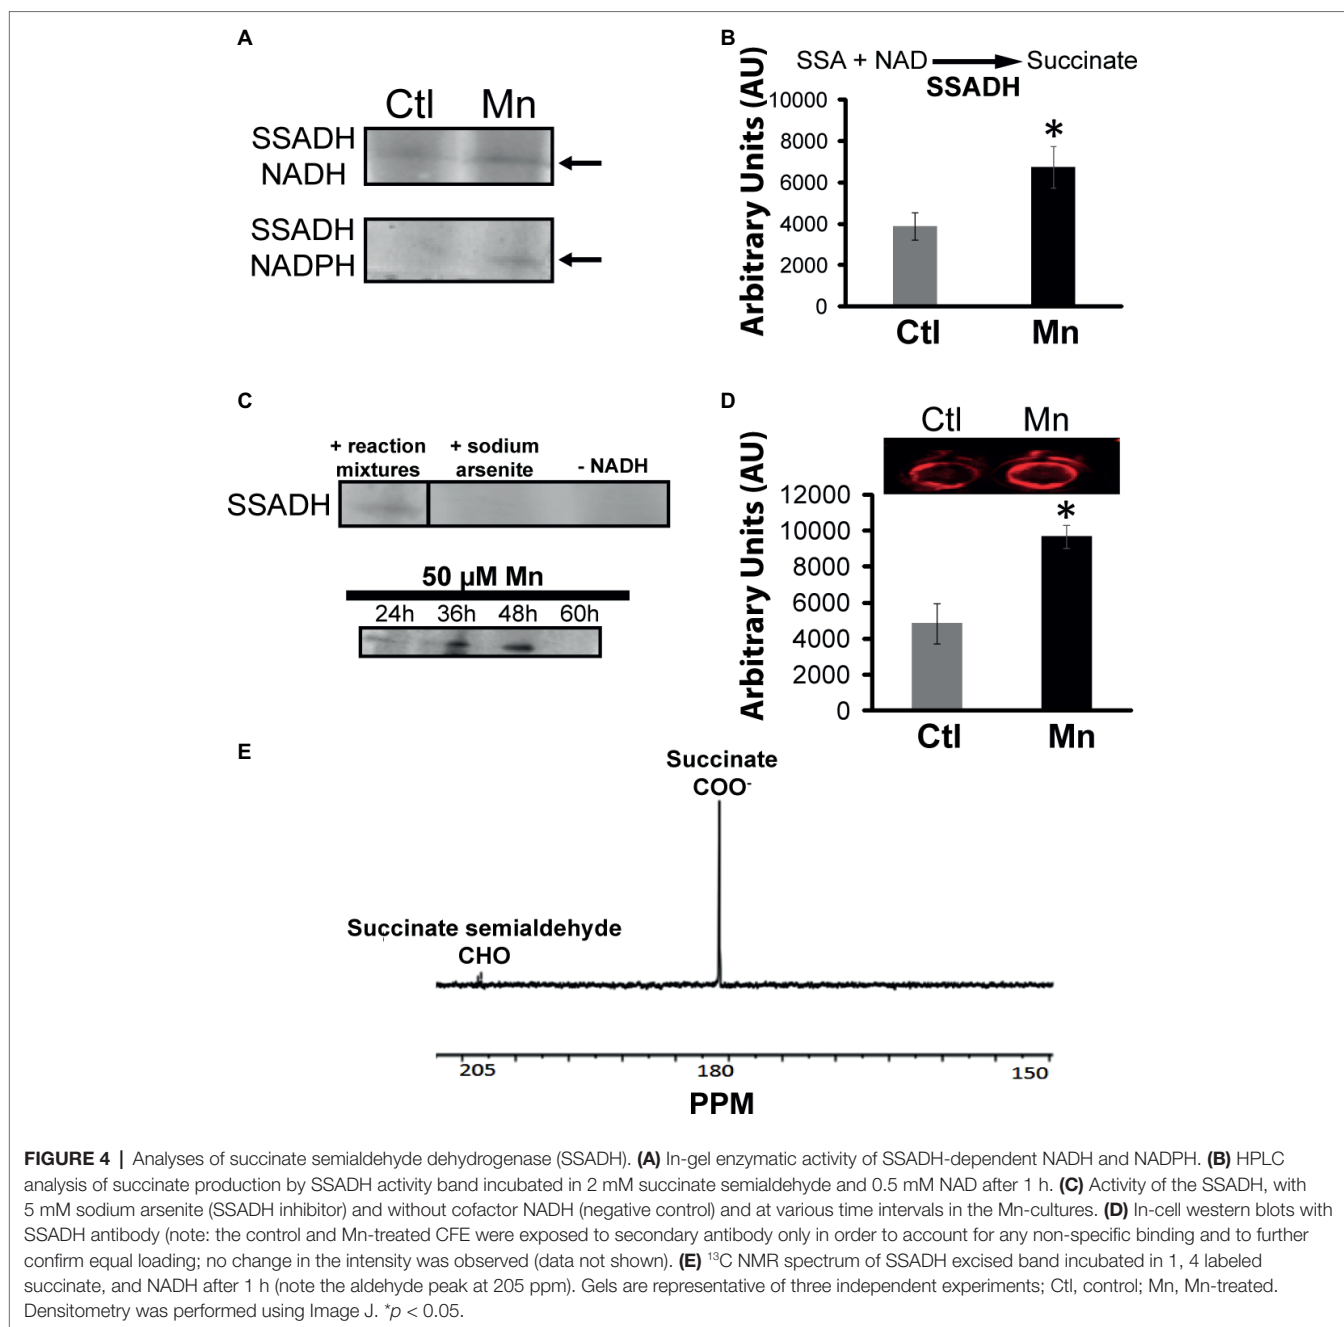 A
Ctl Mn
SSADH
NADH
SSADH
NADPH
B
SSA + NAD Succinate
SSADH
Arbitrary Units (AU)
10000
8000
6000
4000
2000
0
*
Ctl Mn
C
+ reaction
mixtures
+ sodium
arsenite
- NADH
SSADH
50 µM Mn
24h 36h 48h 60h
D
Ctl Mn
Arbitrary Units (AU)
12000
10000
8000
6000
4000
2000
0
*
Ctl Mn
E
Succinate
COO-
Succinate semialdehyde
CHO
205 180 150
PPM
FIGURE 4 | Analyses of succinate semialdehyde dehydrogenase (SSADH). (A) In-gel enzymatic activity of SSADH-dependent NADH and NADPH. (B) HPLC
analysis of succinate production by SSADH activity band incubated in 2 mM succinate semialdehyde and 0.5 mM NAD after 1 h. (C) Activity of the SSADH, with
5 mM sodium arsenite (SSADH inhibitor) and without cofactor NADH (negative control) and at various time intervals in the Mn-cultures. (D) In-cell western blots with
SSADH antibody (note: the control and Mn-treated CFE were exposed to secondary antibody only in order to account for any non-specific binding and to further
confirm equal loading; no change in the intensity was observed (data not shown). (E) ¹³C NMR spectrum of SSADH excised band incubated in 1, 4 labeled
succinate, and NADH after 1 h (note the aldehyde peak at 205 ppm). Gels are representative of three independent experiments; Ctl, control; Mn, Mn-treated.
Densitometry was performed using Image J. *p < 0.05.